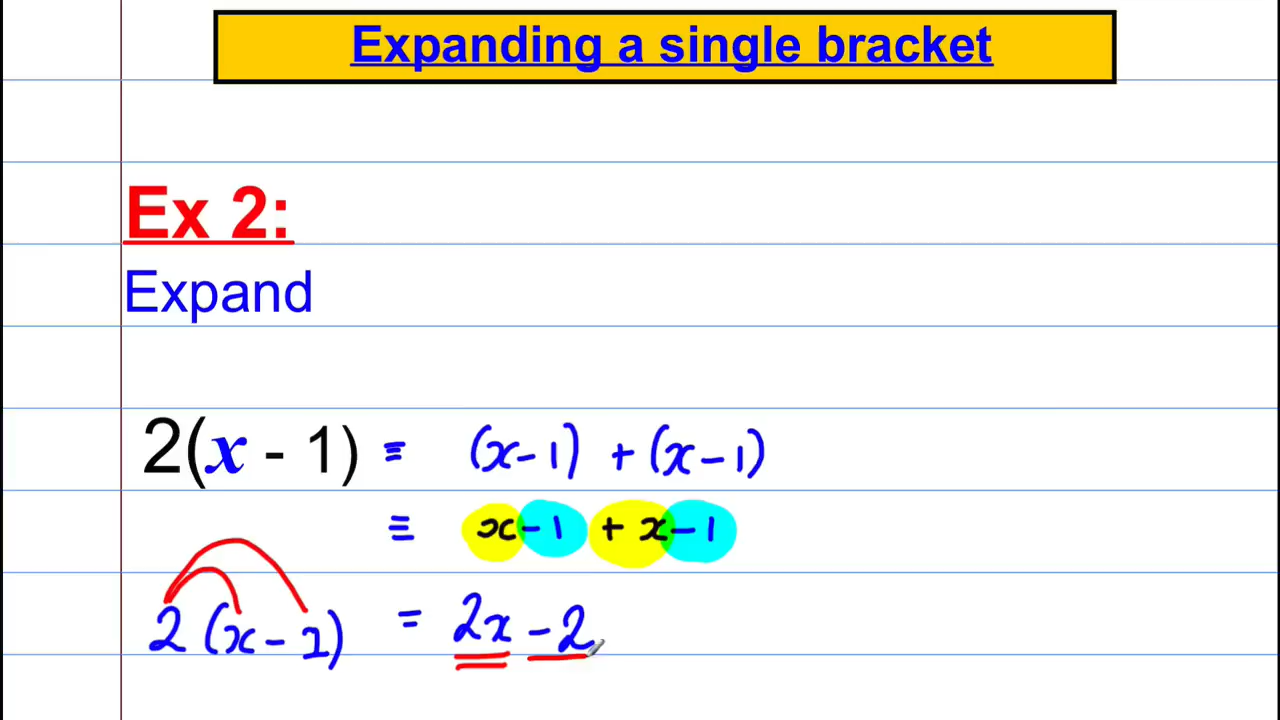 Expanding a single bracket
Ex 2:
Expand
2(x - 1) ≡ (x - 1) + (x - 1)
≡ x - 1 + x - 1
2 (x - 1) = 2x - 2